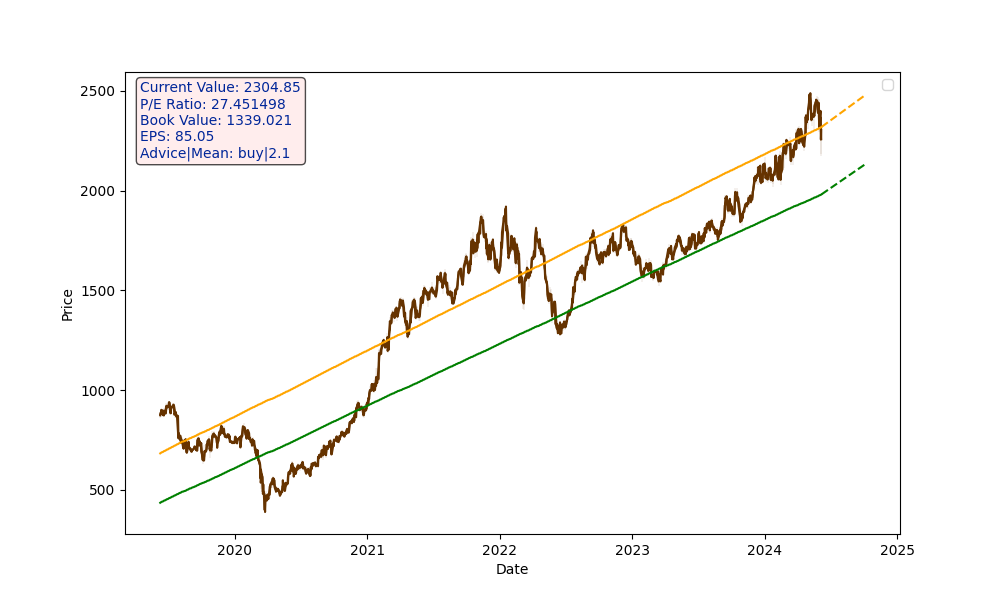 Current Value: 2304.85
P/E Ratio: 27.451498
Book Value: 1339.021
EPS: 85.05
Advice|Mean: buy|2.1
2500
2000
1500
1000
500
Price
2020 2021 2022 2023 2024 2025
Date